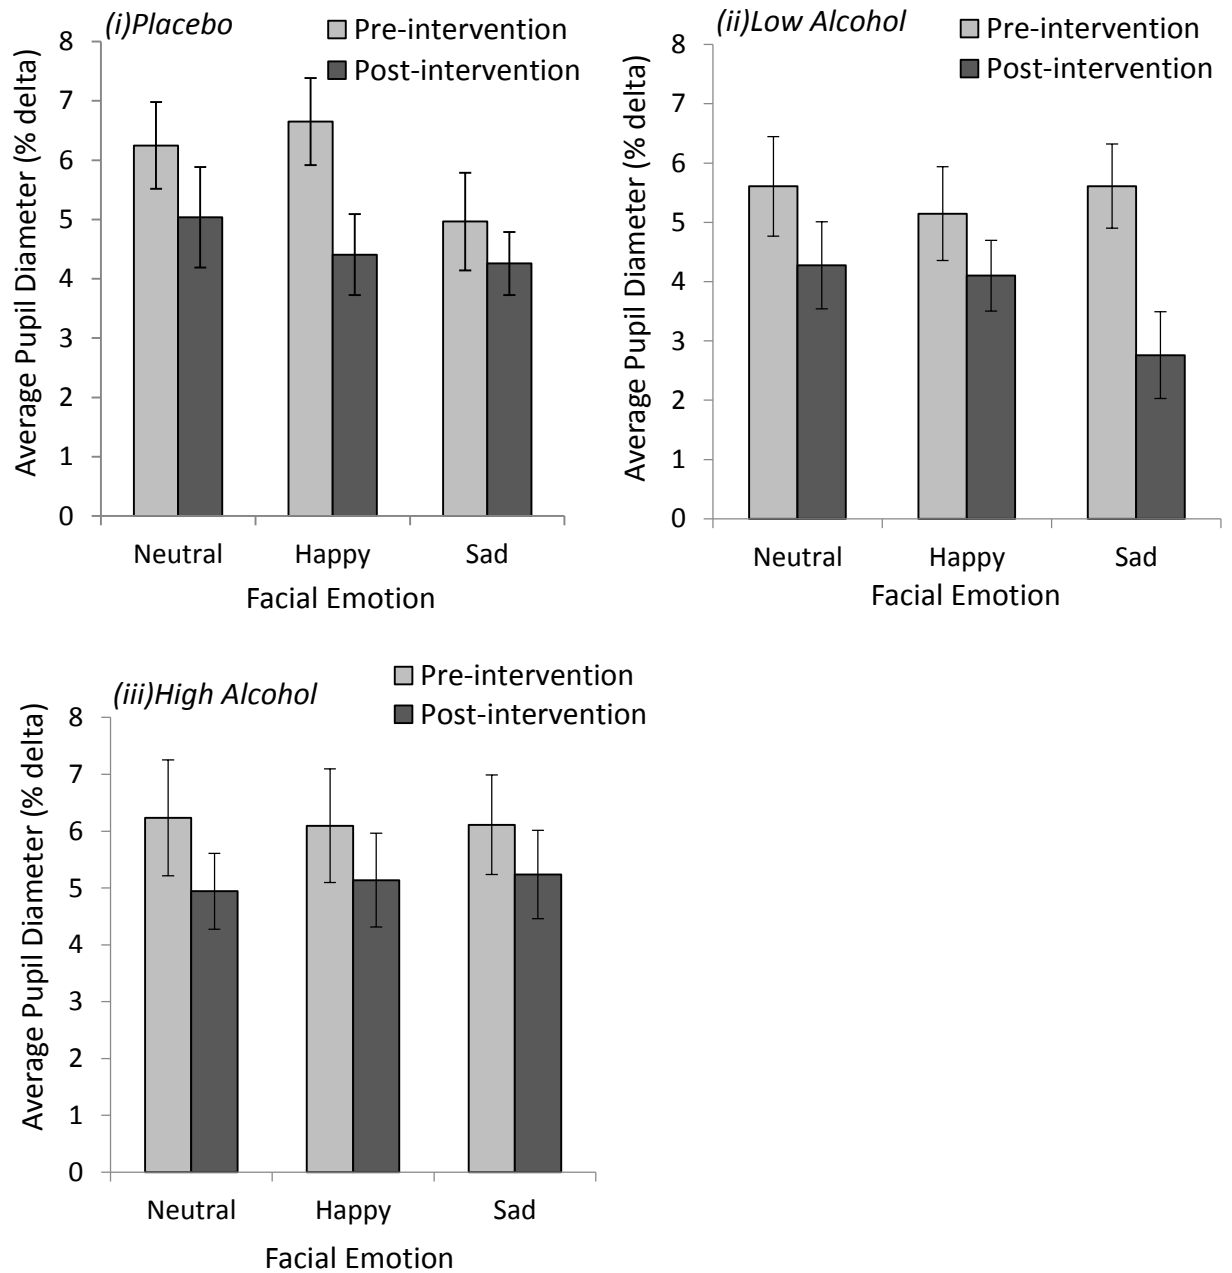 (i)Placebo
Pre-intervention
Post-intervention
Average Pupil Diameter (% delta)
8
7
6
5
4
3
2
1
0
Neutral Happy Sad
Facial Emotion
(ii)Low Alcohol
Pre-intervention
Post-intervention
Average Pupil Diameter (% delta)
8
7
6
5
4
3
2
1
0
Neutral Happy Sad
Facial Emotion
(iii)High Alcohol
Pre-intervention
Post-intervention
Average Pupil Diameter (% delta)
8
7
6
5
4
3
2
1
0
Neutral Happy Sad
Facial Emotion